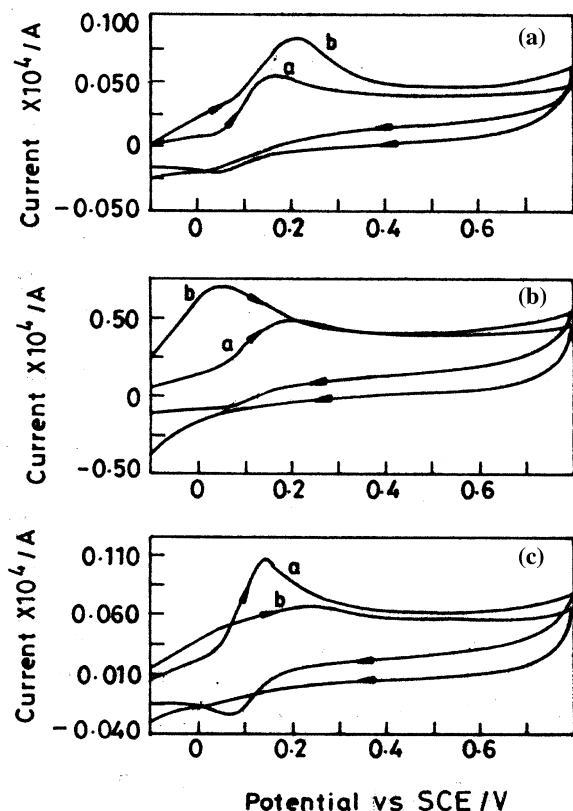 (a)
0·100
0·050
0
-0·050
Current X10⁴/A
b
a
0 0·2 0·4 0·6
(b)
0·50
0
-0·50
Current X10⁴/A
b
a
0 0·2 0·4 0·6
(c)
0·110
0·060
0·010
-0·040
Current X10⁴/A
a
b
0 0·2 0·4 0·6
Potential vs SCE/V